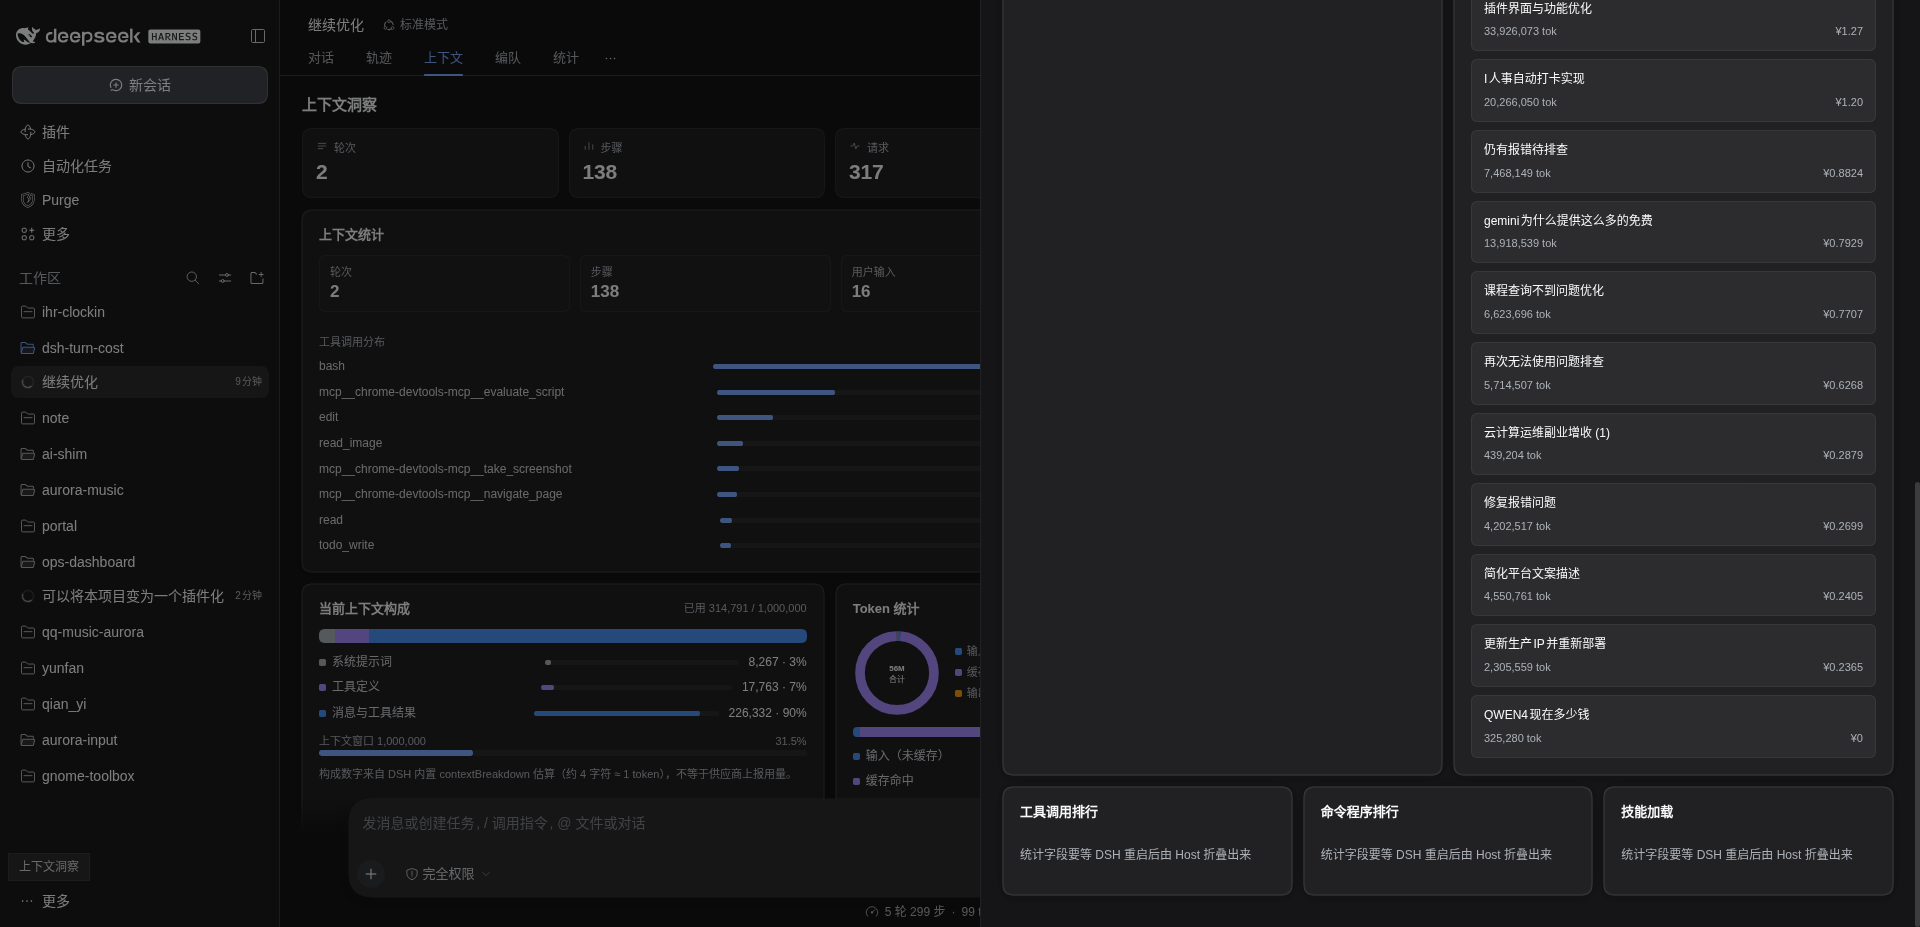 deepseek HARNESS
新会话
插件
自动化任务
Purge
更多
工作区
ihr-clockin
dsh-turn-cost
继续优化 9分钟
note
ai-shim
aurora-music
portal
ops-dashboard
可以将本项目变为一个插件化 2分钟
qq-music-aurora
yunfan
qian_yi
aurora-input
gnome-toolbox
上下文洞察
··· 更多
继续优化 标准模式
对话 轨迹 上下文 编队 统计 ···
上下文洞察
轮次
2
步骤
138
请求
317
上下文统计
轮次
2
步骤
138
用户输入
16
工具调用分布
bash
mcp__chrome-devtools-mcp__evaluate_script
edit
read_image
mcp__chrome-devtools-mcp__take_screenshot
mcp__chrome-devtools-mcp__navigate_page
read
todo_write
当前上下文构成 已用 314,791 / 1,000,000
系统提示词 8,267 · 3%
工具定义 17,763 · 7%
消息与工具结果 226,332 · 90%
上下文窗口 1,000,000 31.5%
构成数字来自 DSH 内置 contextBreakdown 估算（约 4 字符 ≈ 1 token），不等于供应商上报用量。
Token 统计
56M
合计
输
缓
输
输入（未缓存）
缓存命中
发消息或创建任务, / 调用指令, @ 文件或对话
完全权限
5 轮 299 步 · 99
插件界面与功能优化
33,926,073 tok ¥1.27
I人事自动打卡实现
20,266,050 tok ¥1.20
仍有报错待排查
7,468,149 tok ¥0.8824
gemini为什么提供这么多的免费
13,918,539 tok ¥0.7929
课程查询不到问题优化
6,623,696 tok ¥0.7707
再次无法使用问题排查
5,714,507 tok ¥0.6268
云计算运维副业增收 (1)
439,204 tok ¥0.2879
修复报错问题
4,202,517 tok ¥0.2699
简化平台文案描述
4,550,761 tok ¥0.2405
更新生产IP并重新部署
2,305,559 tok ¥0.2365
QWEN4现在多少钱
325,280 tok ¥0
工具调用排行
统计字段要等 DSH 重启后由 Host 折叠出来
命令程序排行
统计字段要等 DSH 重启后由 Host 折叠出来
技能加载
统计字段要等 DSH 重启后由 Host 折叠出来